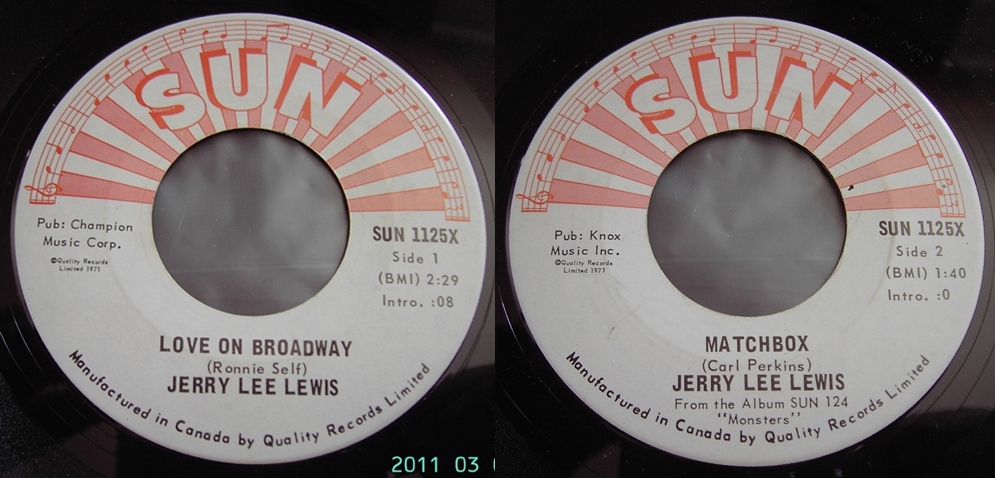 SUN
Pub: Champion
Music Corp.
©Quality Records
Limited 1971
SUN 1125X
Side 1
(BMI) 2:29
Intro. :08
LOVE ON BROADWAY
(Ronnie Self)
JERRY LEE LEWIS
Manufactured in Canada by Quality Records Limited
2011 03
SUN
Pub: Knox
Music Inc.
©Quality Records
Limited 1971
SUN 1125X
Side 2
(BMI) 1:40
Intro. :0
MATCHBOX
(Carl Perkins)
JERRY LEE LEWIS
From the Album SUN 124
"Monsters"
Manufactured in Canada by Quality Records Limited